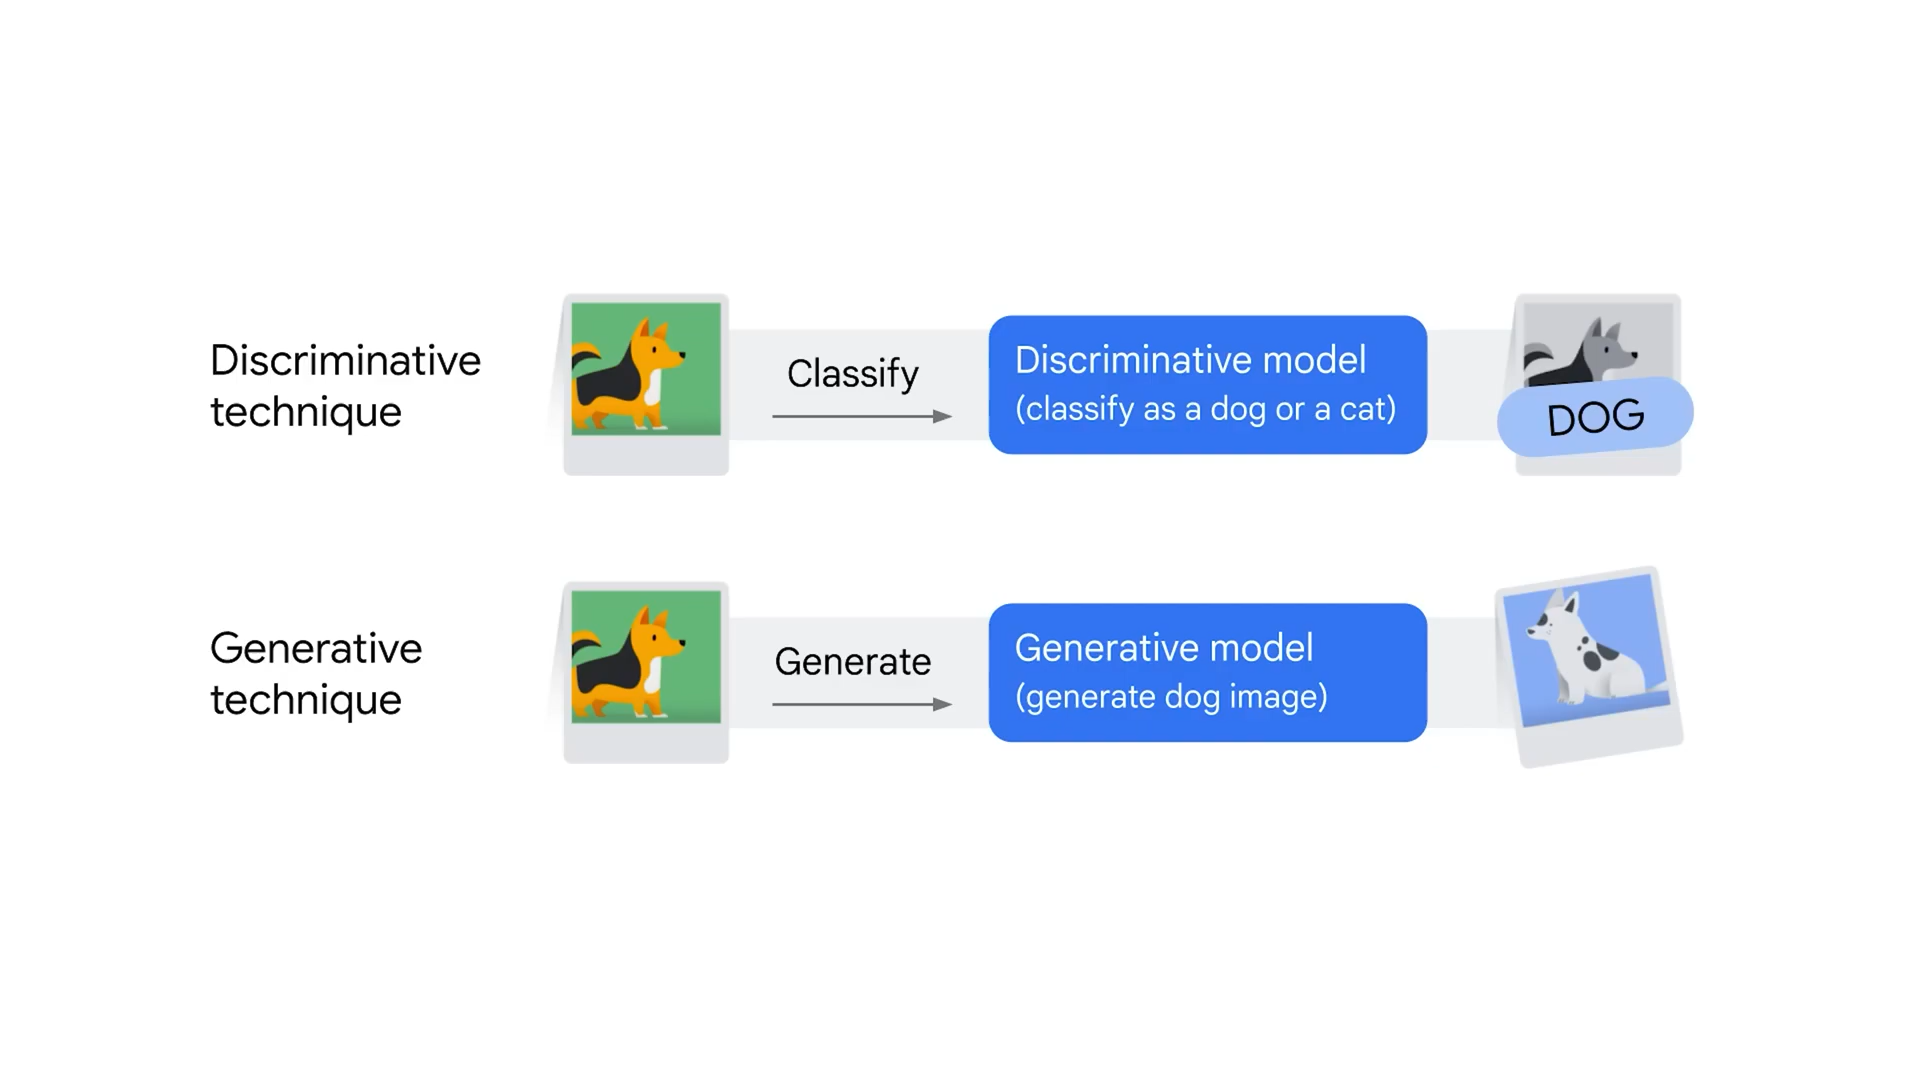 Discriminative
technique
Classify
Discriminative model
(classify as a dog or a cat)
DOG
Generative
technique
Generate
Generative model
(generate dog image)